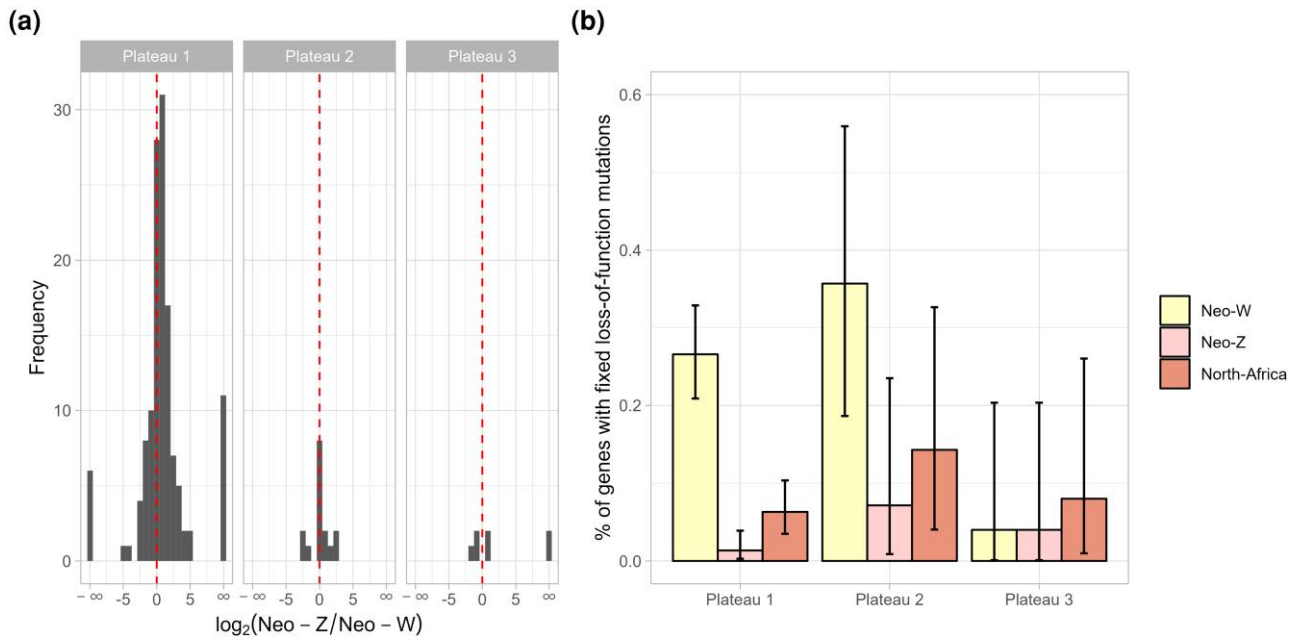 (a)
Plateau 1 Plateau 2 Plateau 3
Frequency
30
20
10
0
−∞ -5 0 5 ∞ −∞ -5 0 5 ∞ −∞ -5 0 5 ∞
log₂(Neo − Z/Neo − W)
(b)
% of genes with fixed loss-of-function mutations
0.6
0.4
0.2
0.0
Plateau 1 Plateau 2 Plateau 3
Neo-W
Neo-Z
North-Africa